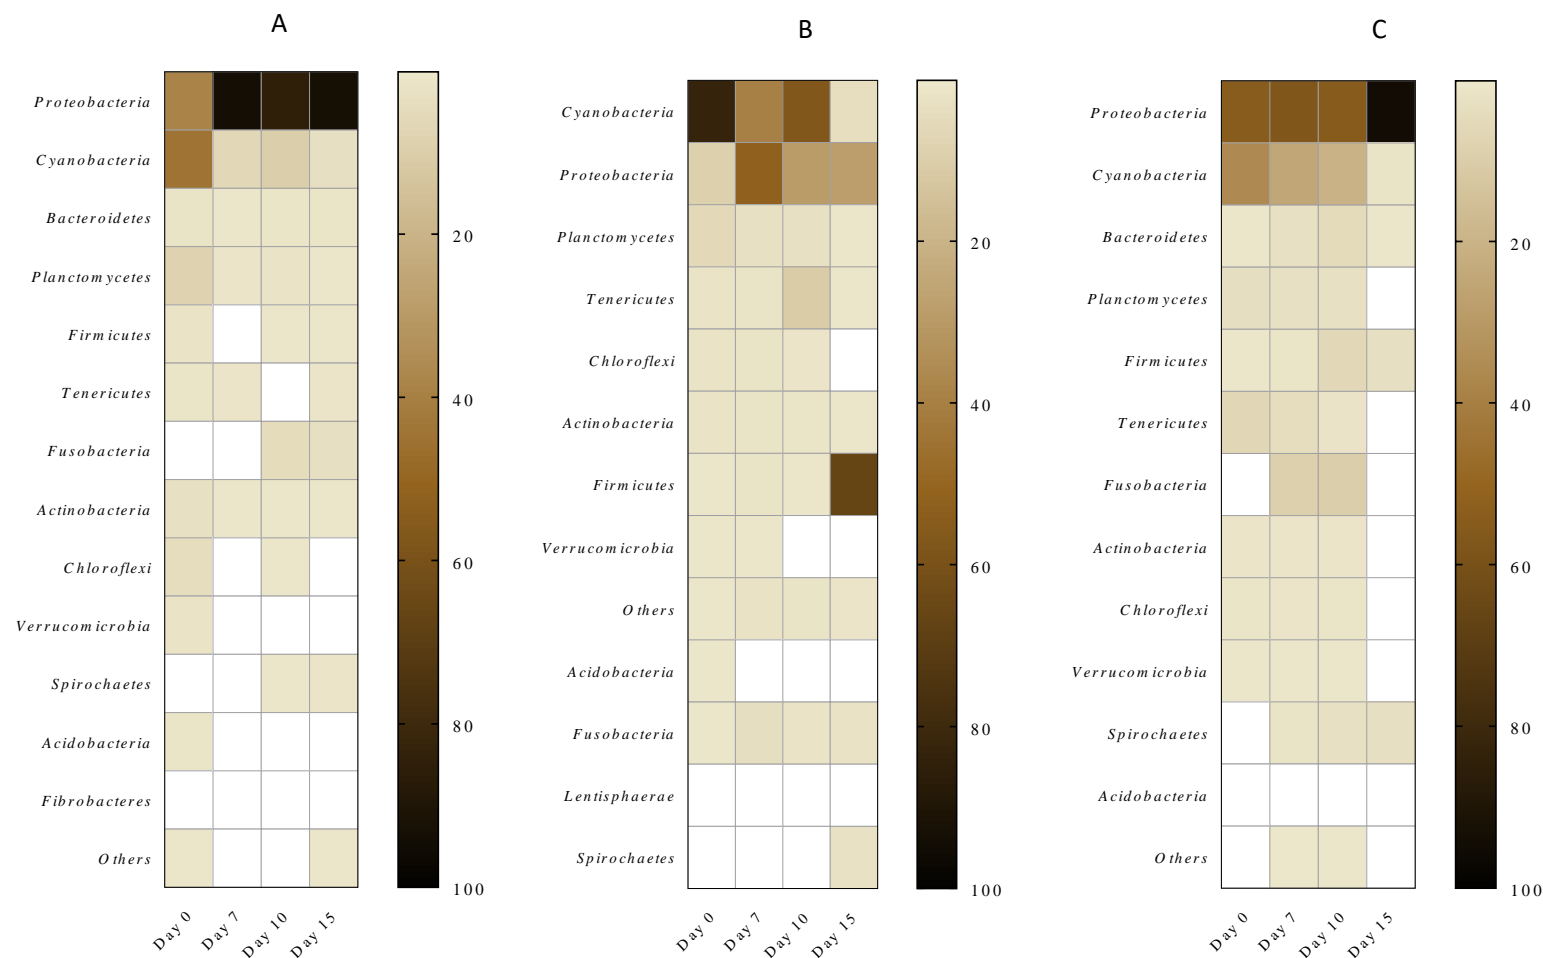 A
Proteobacteria
Cyanobacteria
Bacteroidetes
Planctomycetes
Firmicutes
Tenericutes
Fusobacteria
Actinobacteria
Chloroflexi
Verrucomicrobia
Spirochaetes
Acidobacteria
Fibrobacteres
Others
Day 0
Day 7
Day 10
Day 15
20
40
60
80
100
B
Cyanobacteria
Proteobacteria
Planctomycetes
Tenericutes
Chloroflexi
Actinobacteria
Firmicutes
Verrucomicrobia
Others
Acidobacteria
Fusobacteria
Lentisphaerae
Spirochaetes
Day 0
Day 7
Day 10
Day 15
20
40
60
80
100
C
Proteobacteria
Cyanobacteria
Bacteroidetes
Planctomycetes
Firmicutes
Tenericutes
Fusobacteria
Actinobacteria
Chloroflexi
Verrucomicrobia
Spirochaetes
Acidobacteria
Others
Day 0
Day 7
Day 10
Day 15
20
40
60
80
100